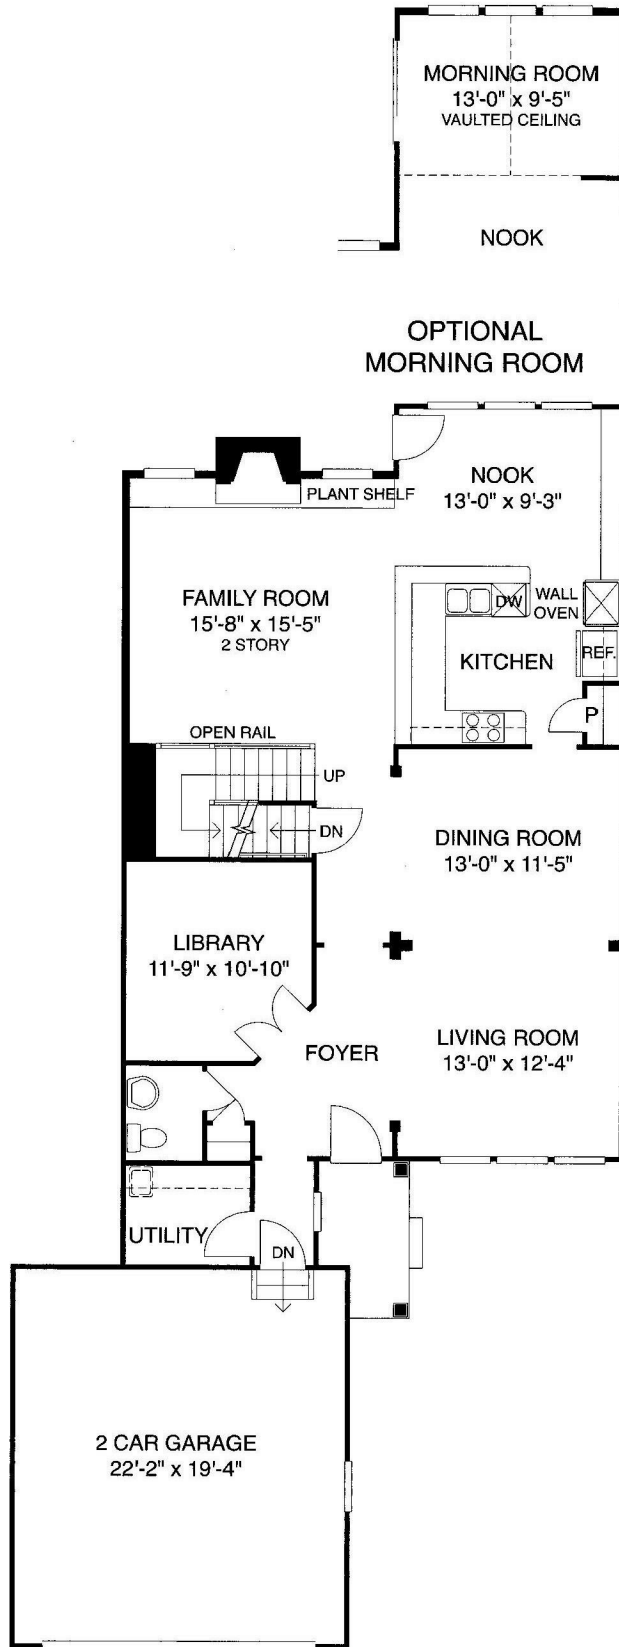 MORNING ROOM
13'-0" x 9'-5"
VAULTED CEILING
NOOK
OPTIONAL
MORNING ROOM
NOOK
13'-0" x 9'-3"
PLANT SHELF
FAMILY ROOM
15'-8" x 15'-5"
2 STORY
DW
WALL
OVEN
KITCHEN
REF.
P
OPEN RAIL
UP
DN
DINING ROOM
13'-0" x 11'-5"
LIBRARY
11'-9" x 10'-10"
FOYER
LIVING ROOM
13'-0" x 12'-4"
UTILITY
DN
2 CAR GARAGE
22'-2" x 19'-4"